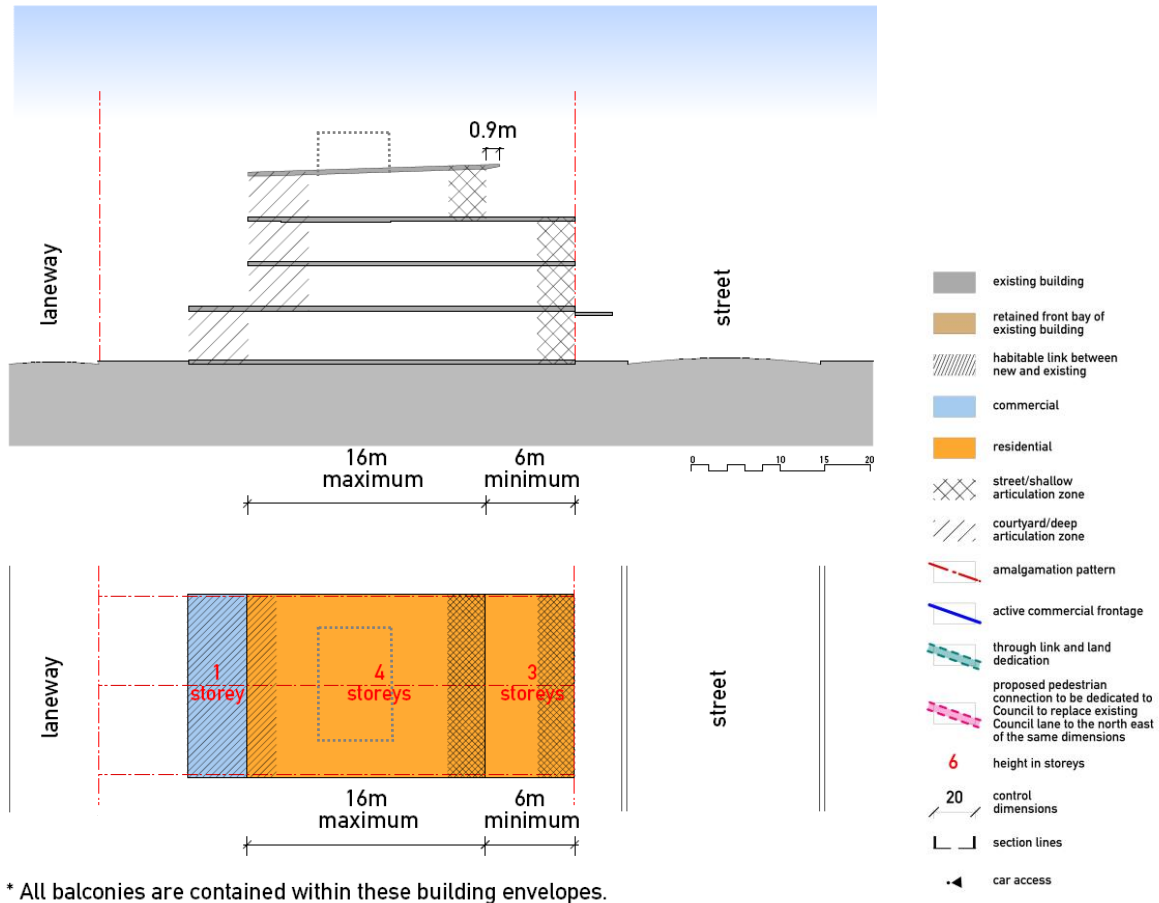 0.9m
laneway
street
16m
maximum
6m
minimum
0 5 10 15 20
laneway
1
storey
4
storeys
3
storeys
street
16m
maximum
6m
minimum
* All balconies are contained within these building envelopes.
existing building
retained front bay of
existing building
habitable link between
new and existing
commercial
residential
street/shallow
articulation zone
courtyard/deep
articulation zone
amalgamation pattern
active commercial frontage
through link and land
dedication
proposed pedestrian
connection to be dedicated to
Council to replace existing
Council lane to the north east
of the same dimensions
6
height in storeys
20
control
dimensions
section lines
car access